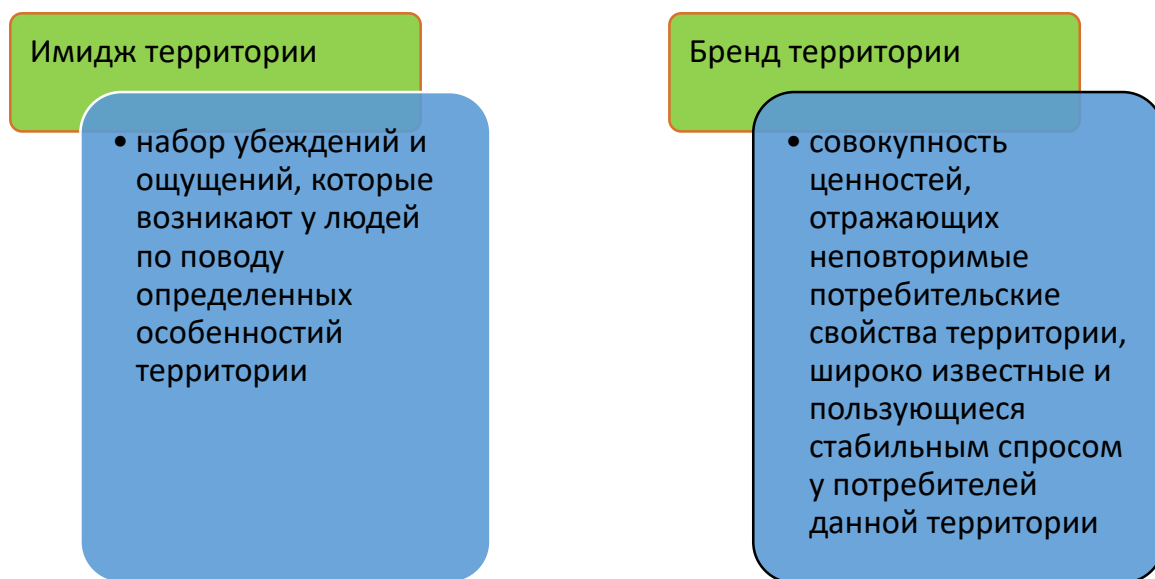 Имидж территории
• набор убеждений и
ощущений, которые
возникают у людей
по поводу
определенных
особенностей
территории
Бренд территории
• совокупность
ценностей,
отражающих
неповторимые
потребительские
свойства территории,
широко известные и
пользующиеся
стабильным спросом
у потребителей
данной территории